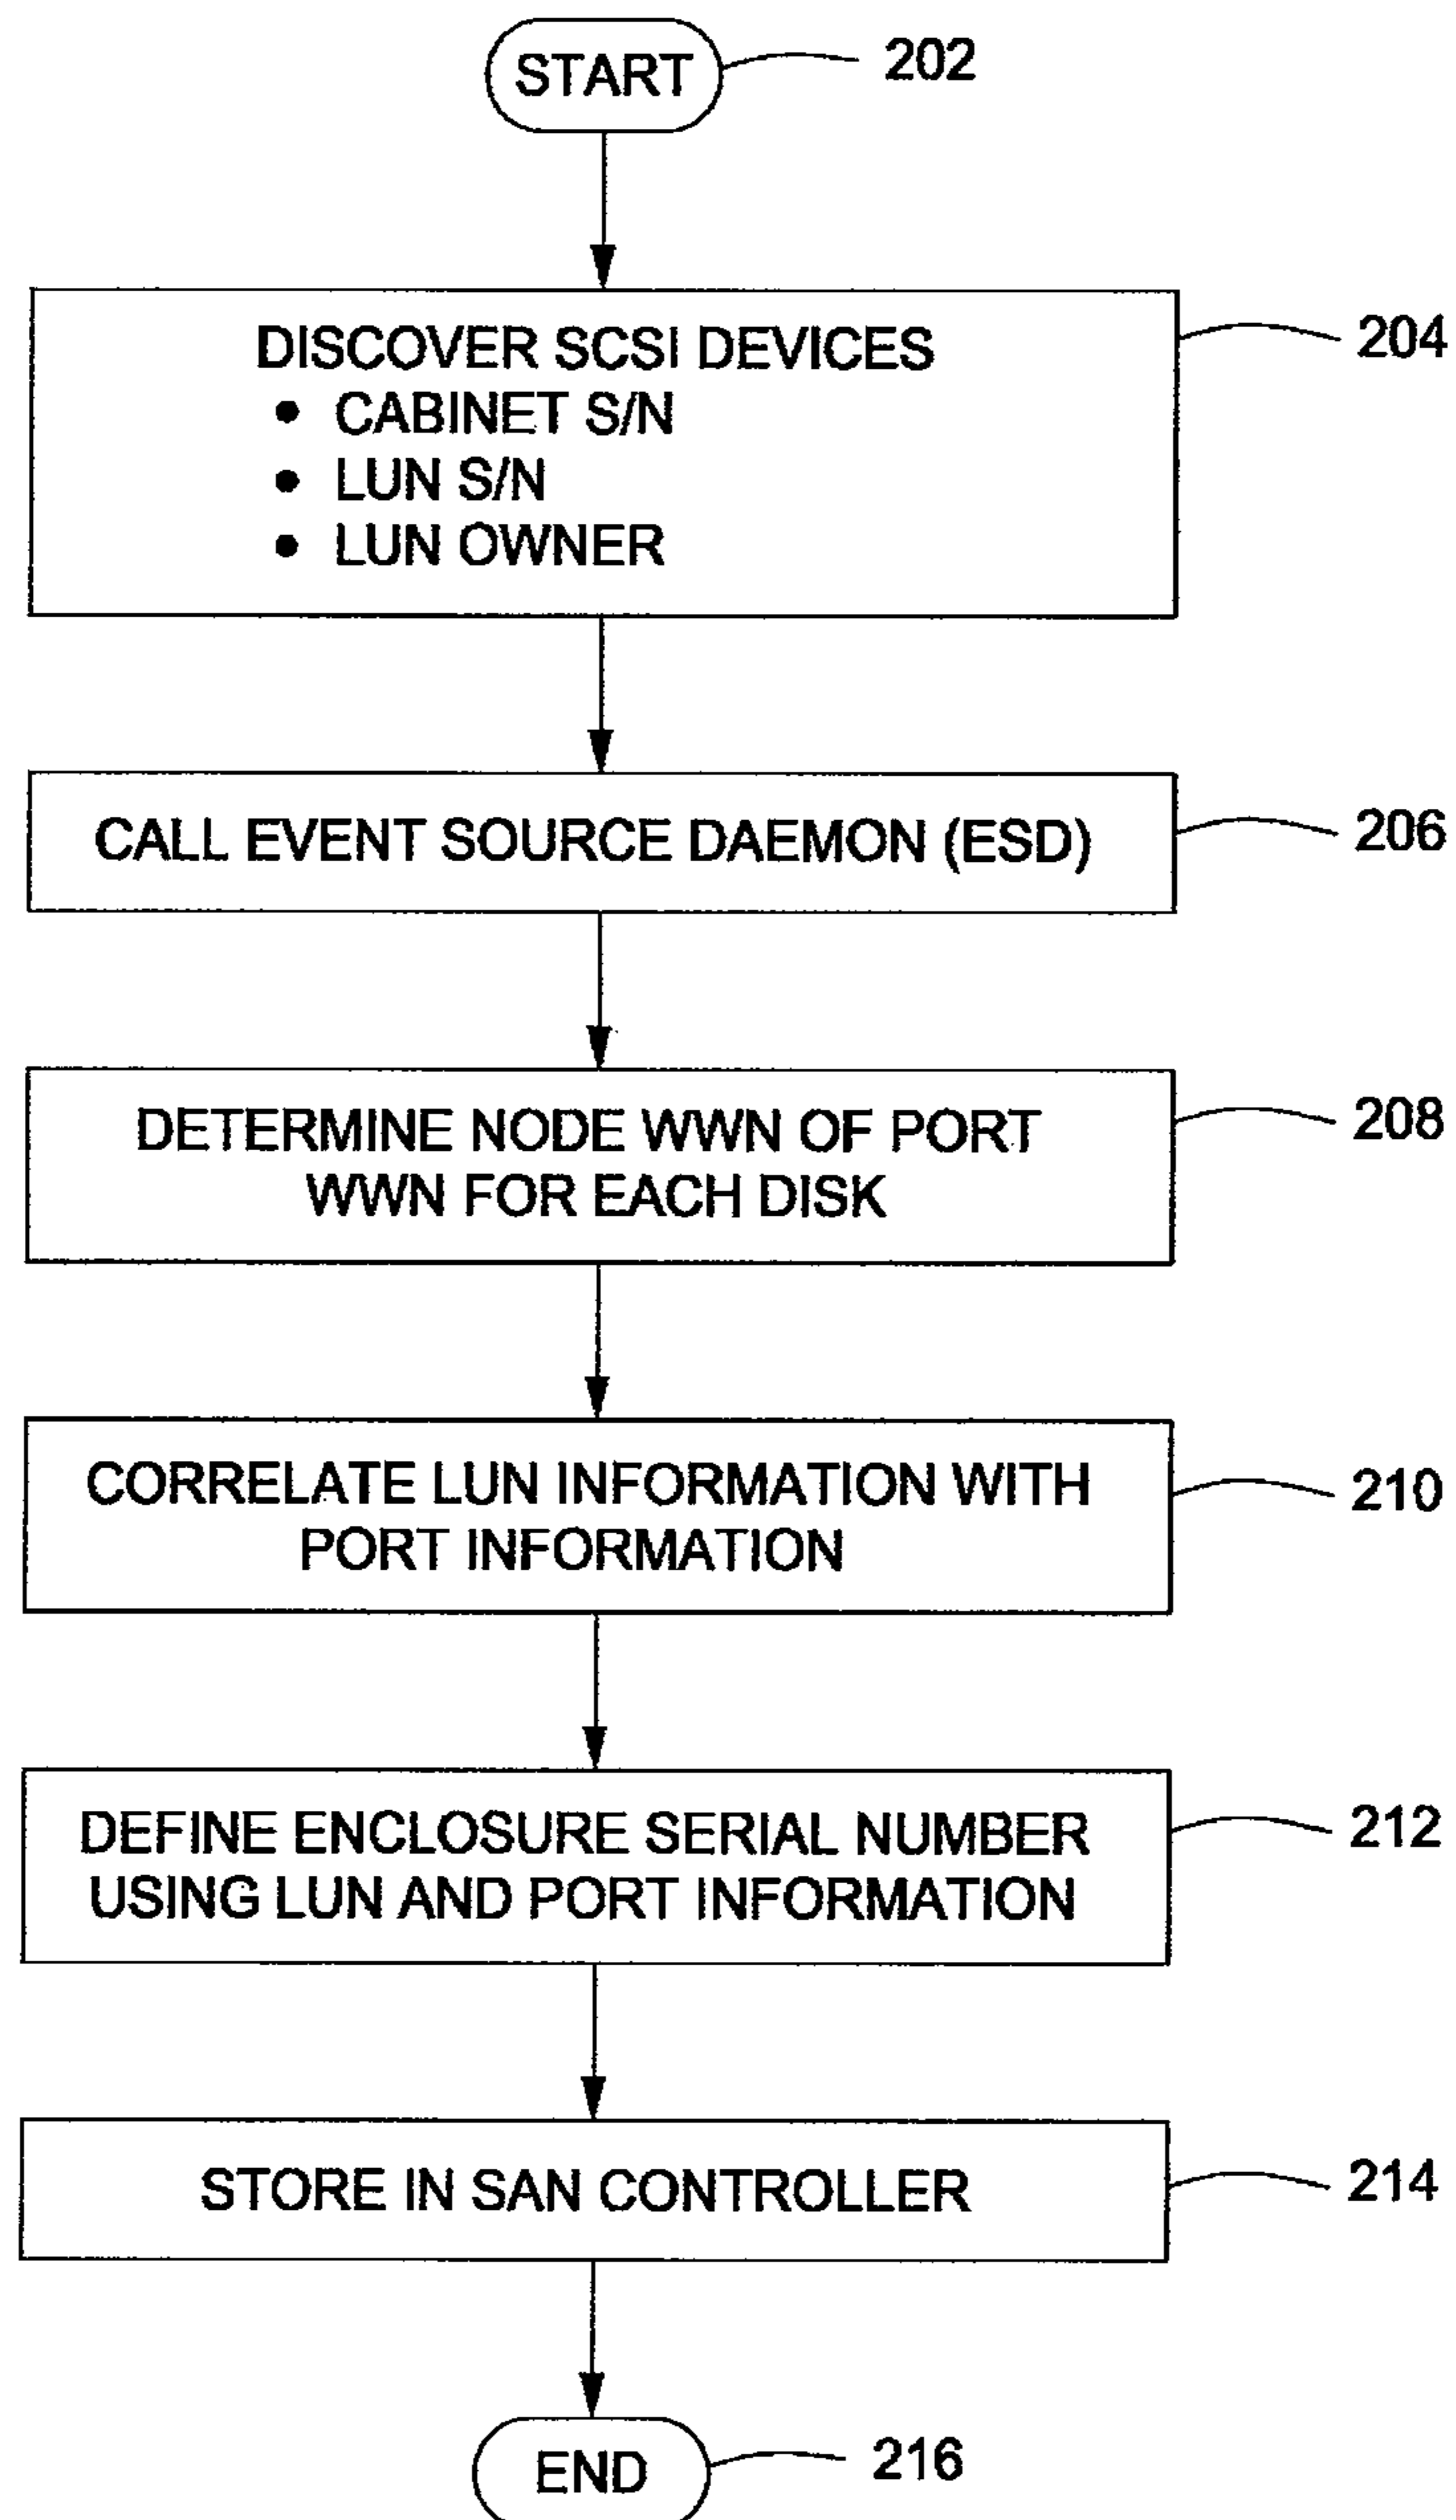 START
202
DISCOVER SCSI DEVICES
204
• CABINET S/N
• LUN S/N
• LUN OWNER
CALL EVENT SOURCE DAEMON (ESD)
206
DETERMINE NODE WWN OF PORT
WWN FOR EACH DISK
208
CORRELATE LUN INFORMATION WITH
PORT INFORMATION
210
DEFINE ENCLOSURE SERIAL NUMBER
USING LUN AND PORT INFORMATION
212
STORE IN SAN CONTROLLER
214
END
216